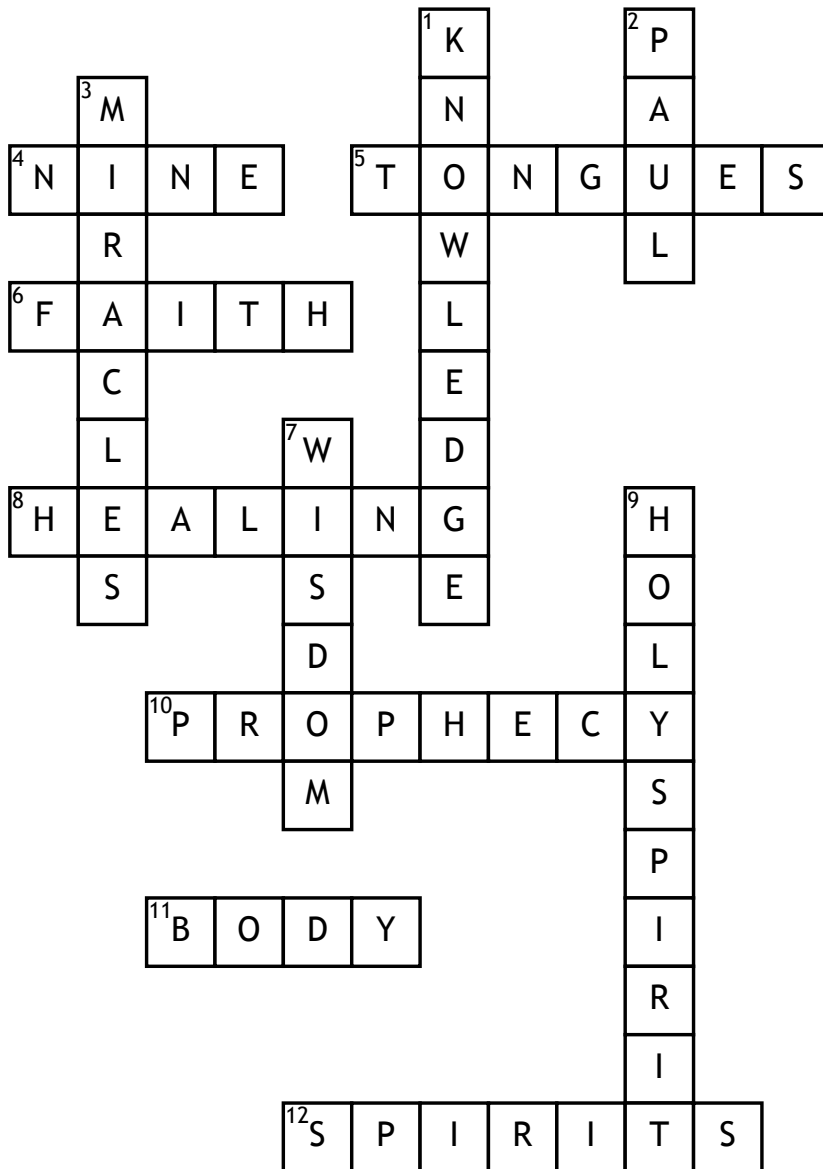 1 K 2 P
3 M N A
4 N I N E 5 T O N G U E S
R W L
6 F A I T H L
C E
L 7 W D
8 H E A L I N G 9 H
S S E O
D L
10 P R O P H E C Y
M S
P
11 B O D Y I
R
I
12 S P I R I T S